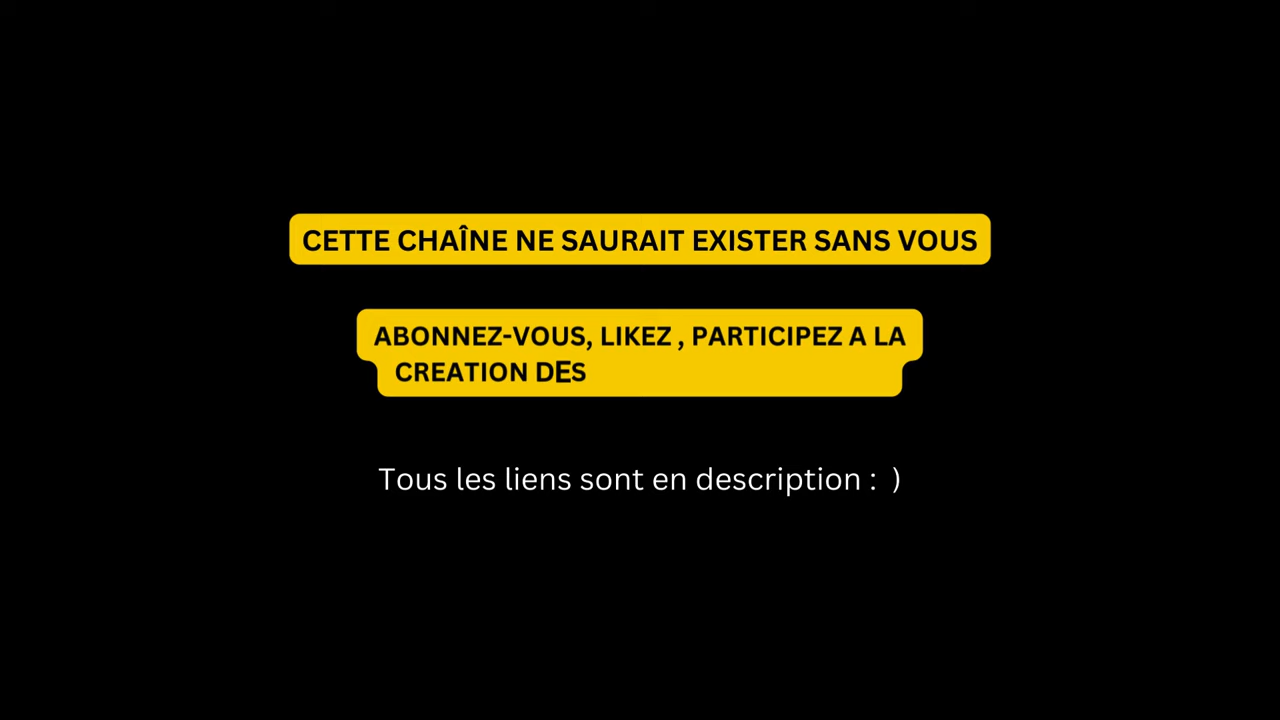 CETTE CHAÎNE NE SAURAIT EXISTER SANS VOUS
ABONNEZ-VOUS, LIKEZ , PARTICIPEZ A LA
CREATION DES
Tous les liens sont en description : )